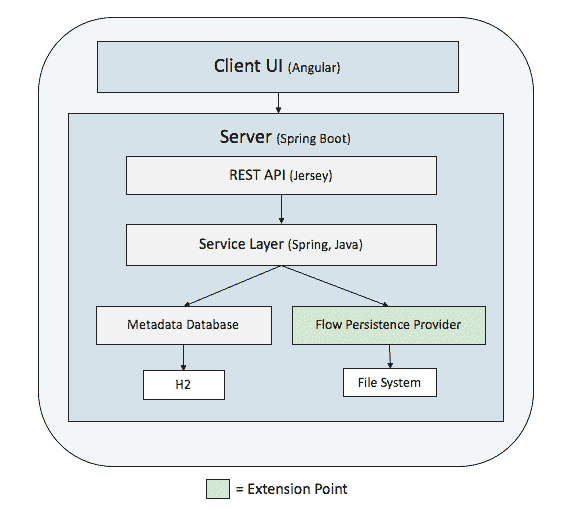 Client UI (Angular)
Server (Spring Boot)
REST API (Jersey)
Service Layer (Spring, Java)
Metadata Database
Flow Persistence Provider
H2
File System
= Extension Point